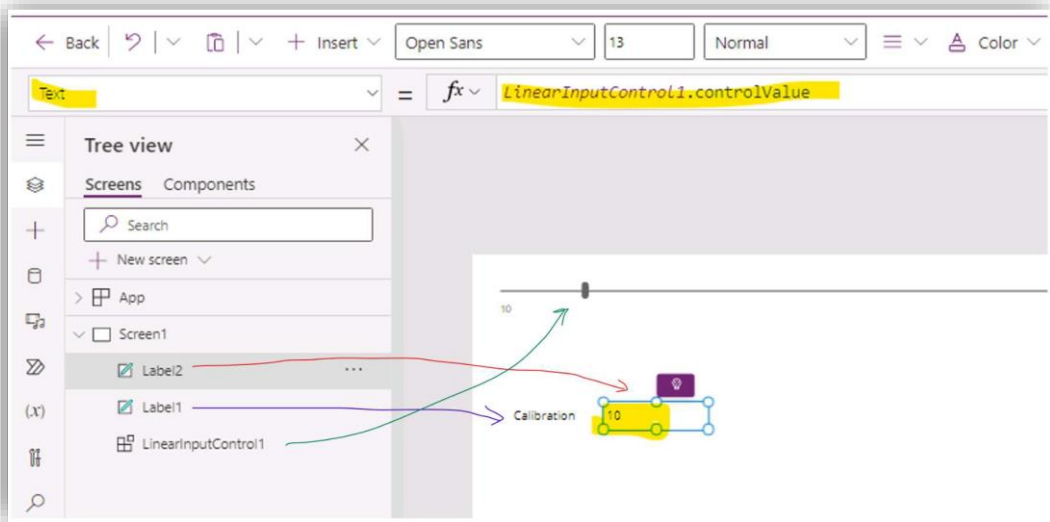 Back Insert Open Sans 13 Normal Color
Text = fx LinearInputControl1.controlValue
Tree view
Screens Components
Search
New screen
App
Screen1
Label2 ...
Label1
LinearInputControl1
(x)
10
Calibration 10